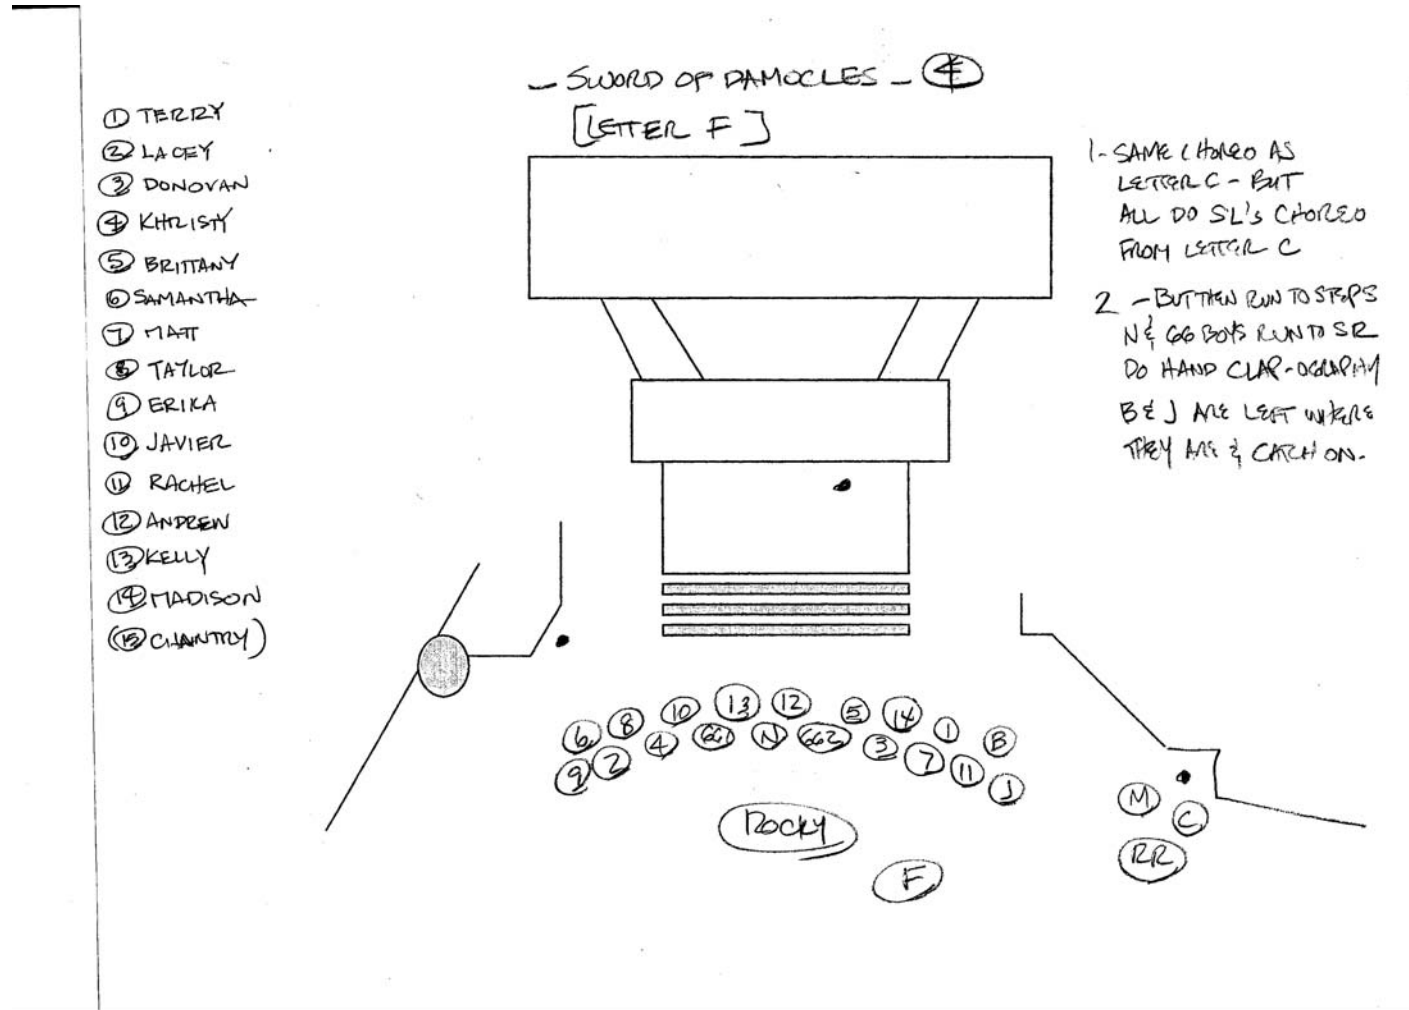 - SWORD OF DAMOCLES - 4
[LETTER F]
1 TERRY
2 LACEY
3 DONOVAN
4 KHRISTY
5 BRITTANY
6 SAMANTHA
7 MATT
8 TAYLOR
9 ERIKA
10 JAVIER
11 RACHEL
12 ANDREW
13 KELLY
14 MADISON
(15 CHANTRY)
1- SAME CHOREO AS
LETTER C - BUT
ALL DO SL'S CHOREO
FROM LETTER C
2 - BUT THEN RUN TO STEPS
N & GG BOYS RUN TO SR
DO HAND CLAP-OGRAPHY
B & J ARE LEFT WHERE
THEY ARE & CATCH ON.
6 8 10 13 12 5 14 1 B
9 2 4 GG1 N GG2 3 7 11 J
M
C
ROCKY
RR
F